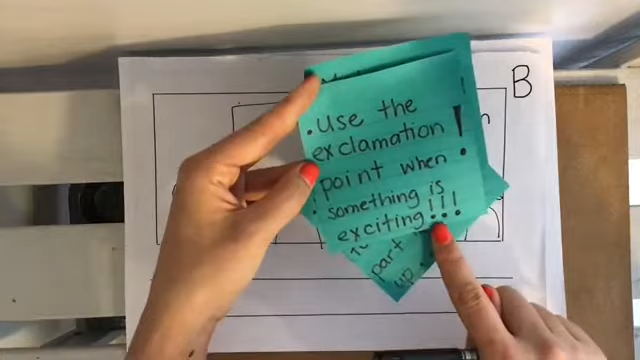 B
• use the
exclamation !
point when
something is
exciting!!!
part
up.